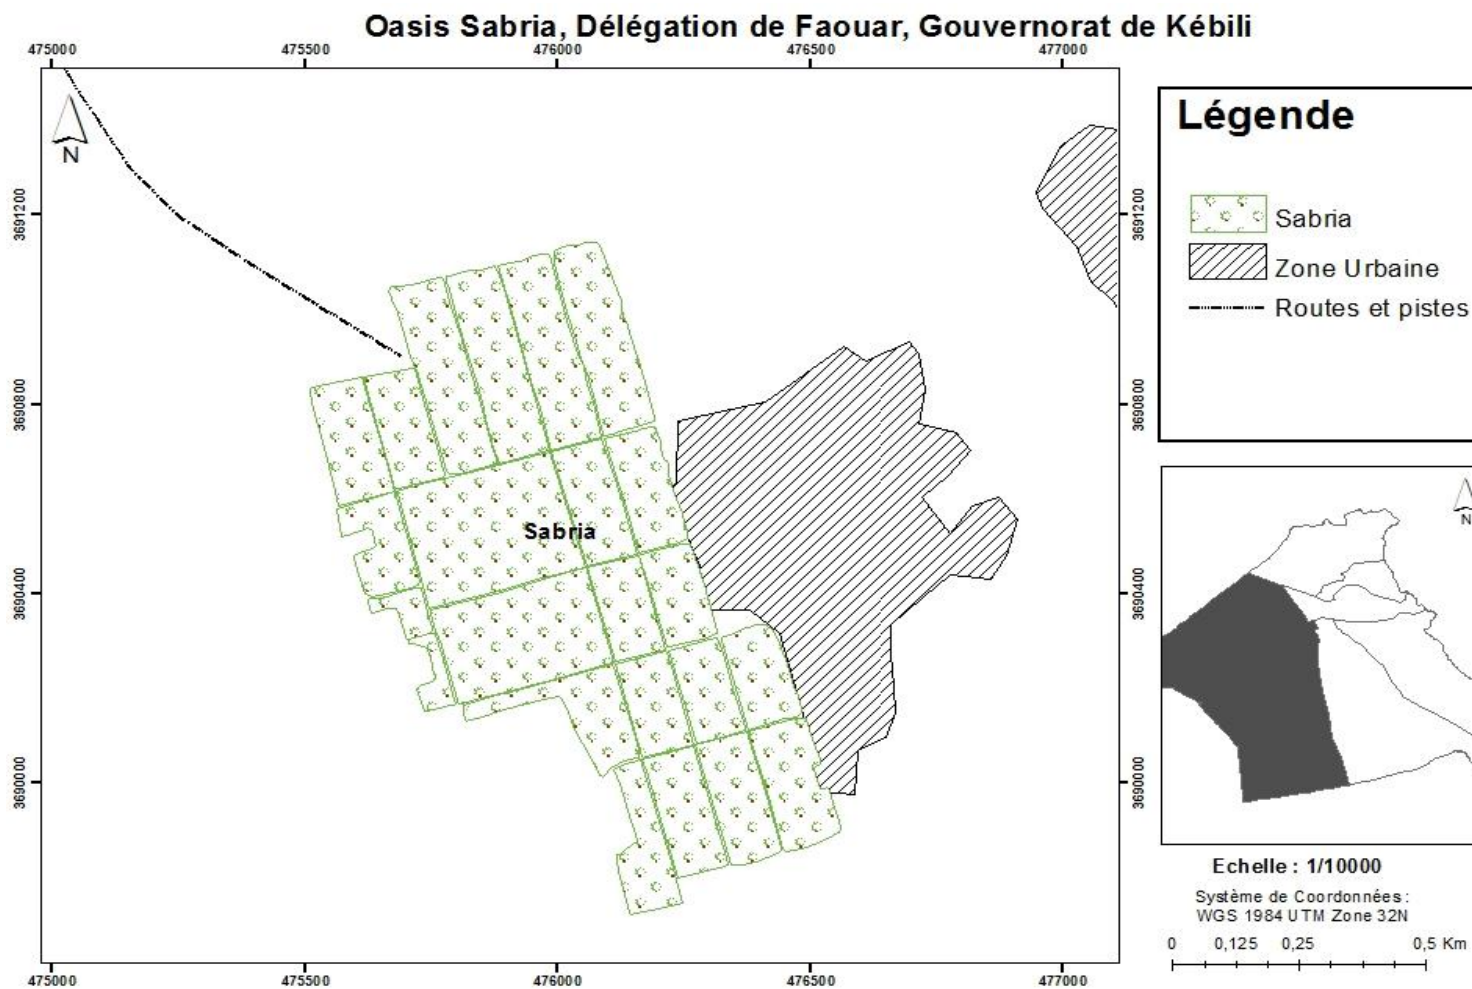 Oasis Sabria, Délégation de Faouar, Gouvernorat de Kébili
475000 475500 476000 476500 477000
N
Légende
Sabria
Zone Urbaine
Routes et pistes
3691200 3691200
3690800 3690800
Sabria
N
3690400 3690400
3690000 3690000
Echelle : 1/10000
Système de Coordonnées :
WGS 1984 UTM Zone 32N
0 0,125 0,25 0,5 Km
475000 475500 476000 476500 477000